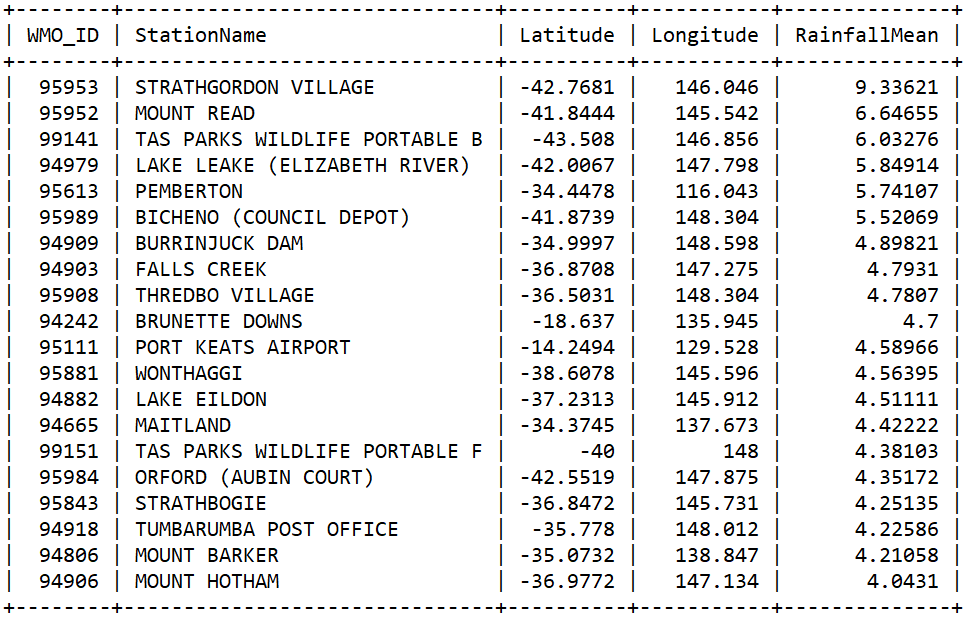 +--------+-------------------------------+----------+-----------+--------------+
| WMO_ID | StationName                   | Latitude | Longitude | RainfallMean |
+--------+-------------------------------+----------+-----------+--------------+
|  95953 | STRATHGORDON VILLAGE          | -42.7681 |   146.046 |      9.33621 |
|  95952 | MOUNT READ                    | -41.8444 |   145.542 |      6.64655 |
|  99141 | TAS PARKS WILDLIFE PORTABLE B |  -43.508 |   146.856 |      6.03276 |
|  94979 | LAKE LEAKE (ELIZABETH RIVER)  | -42.0067 |   147.798 |      5.84914 |
|  95613 | PEMBERTON                     | -34.4478 |   116.043 |      5.74107 |
|  95989 | BICHENO (COUNCIL DEPOT)       | -41.8739 |   148.304 |      5.52069 |
|  94909 | BURRINJUCK DAM                | -34.9997 |   148.598 |      4.89821 |
|  94903 | FALLS CREEK                   | -36.8708 |   147.275 |       4.7931 |
|  95908 | THREDBO VILLAGE               | -36.5031 |   148.304 |       4.7807 |
|  94242 | BRUNETTE DOWNS                |  -18.637 |   135.945 |          4.7 |
|  95111 | PORT KEATS AIRPORT            | -14.2494 |   129.528 |      4.58966 |
|  95881 | WONTHAGGI                     | -38.6078 |   145.596 |      4.56395 |
|  94882 | LAKE EILDON                   | -37.2313 |   145.912 |      4.51111 |
|  94665 | MAITLAND                      | -34.3745 |   137.673 |      4.42222 |
|  99151 | TAS PARKS WILDLIFE PORTABLE F |      -40 |       148 |      4.38103 |
|  95984 | ORFORD (AUBIN COURT)          | -42.5519 |   147.875 |      4.35172 |
|  95843 | STRATHBOGIE                   | -36.8472 |   145.731 |      4.25135 |
|  94918 | TUMBARUMBA POST OFFICE        |  -35.778 |   148.012 |      4.22586 |
|  94806 | MOUNT BARKER                  | -35.0732 |   138.847 |      4.21058 |
|  94906 | MOUNT HOTHAM                  | -36.9772 |   147.134 |       4.0431 |
+--------+-------------------------------+----------+-----------+--------------+